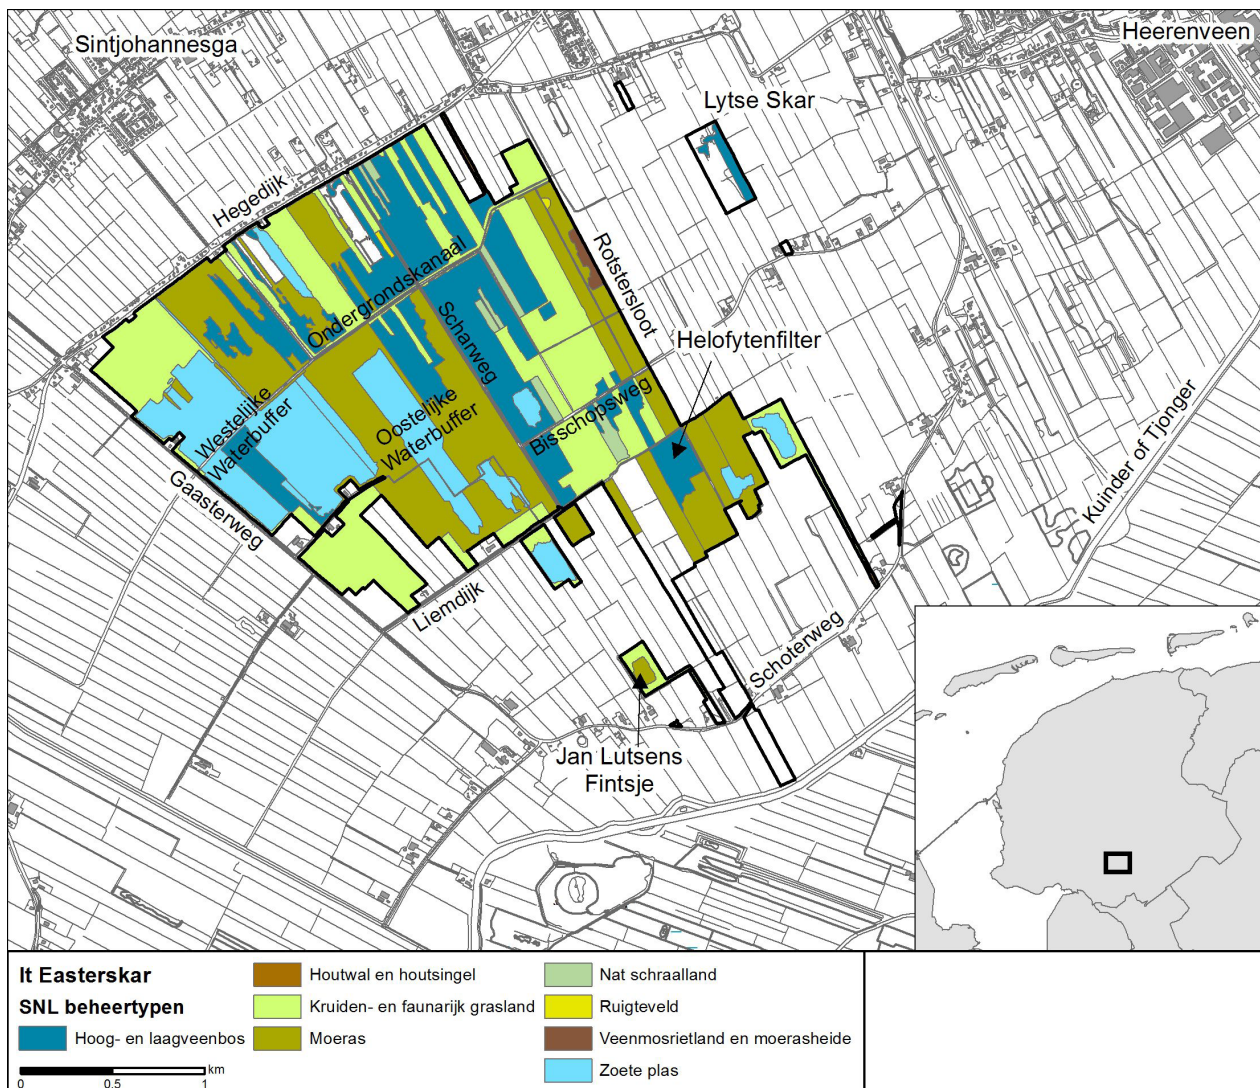 Sintjohannesga
Heerenveen
Lytse Skar
Hegedijk
Ondergrondskanaal
Rotstersloot
Scharweg
Helofytenfilter
Westelijke
Waterbuffer
Oostelijke
Waterbuffer
Bisschopsweg
Gaasterweg
Kuinder of Tjonger
Liemdijk
Schoterweg
Jan Lutsens
Fintsje
It Easterskar
SNL beheertypen
Hoog- en laagveenbos
Houtwal en houtsingel
Kruiden- en faunarijk grasland
Moeras
Nat schraalland
Ruigteveld
Veenmosrietland en moerasheide
Zoete plas
km
0 0.5 1